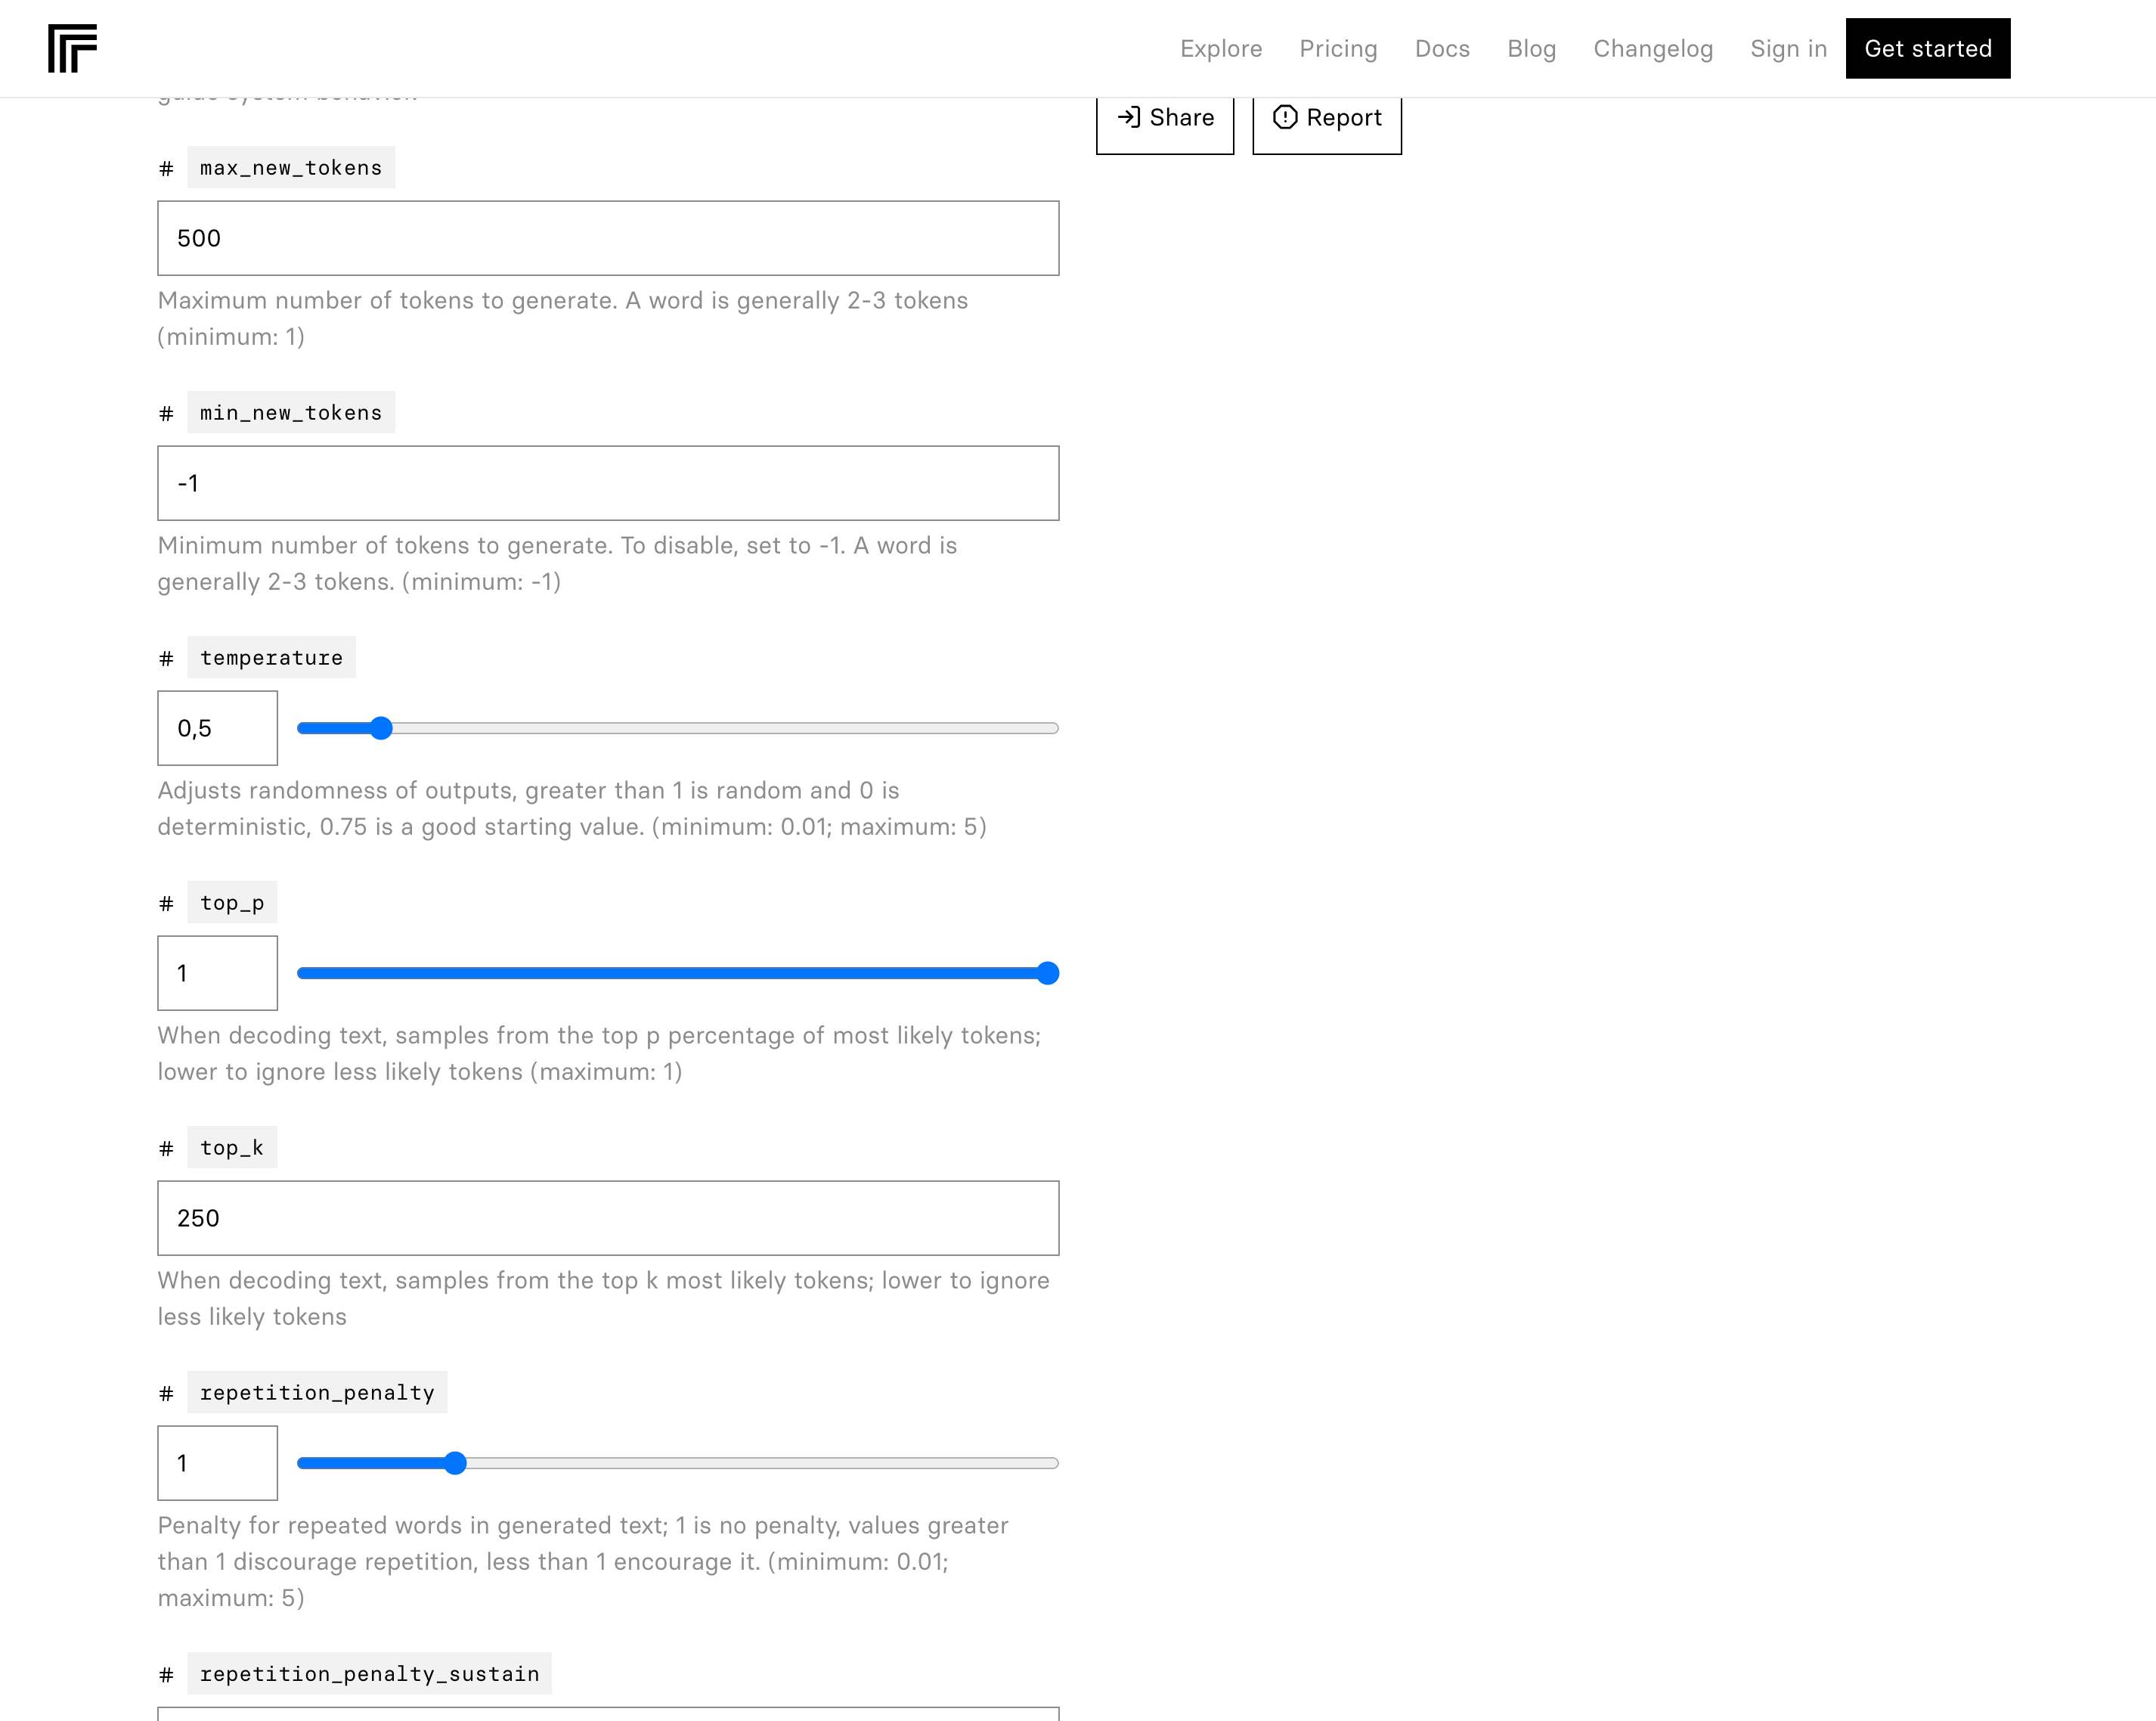 Explore Pricing Docs Blog Changelog Sign in Get started
guide system behavior.
Share Report
# max_new_tokens
500
Maximum number of tokens to generate. A word is generally 2-3 tokens
(minimum: 1)
# min_new_tokens
-1
Minimum number of tokens to generate. To disable, set to -1. A word is
generally 2-3 tokens. (minimum: -1)
# temperature
0,5
Adjusts randomness of outputs, greater than 1 is random and 0 is
deterministic, 0.75 is a good starting value. (minimum: 0.01; maximum: 5)
# top_p
1
When decoding text, samples from the top p percentage of most likely tokens;
lower to ignore less likely tokens (maximum: 1)
# top_k
250
When decoding text, samples from the top k most likely tokens; lower to ignore
less likely tokens
# repetition_penalty
1
Penalty for repeated words in generated text; 1 is no penalty, values greater
than 1 discourage repetition, less than 1 encourage it. (minimum: 0.01;
maximum: 5)
# repetition_penalty_sustain